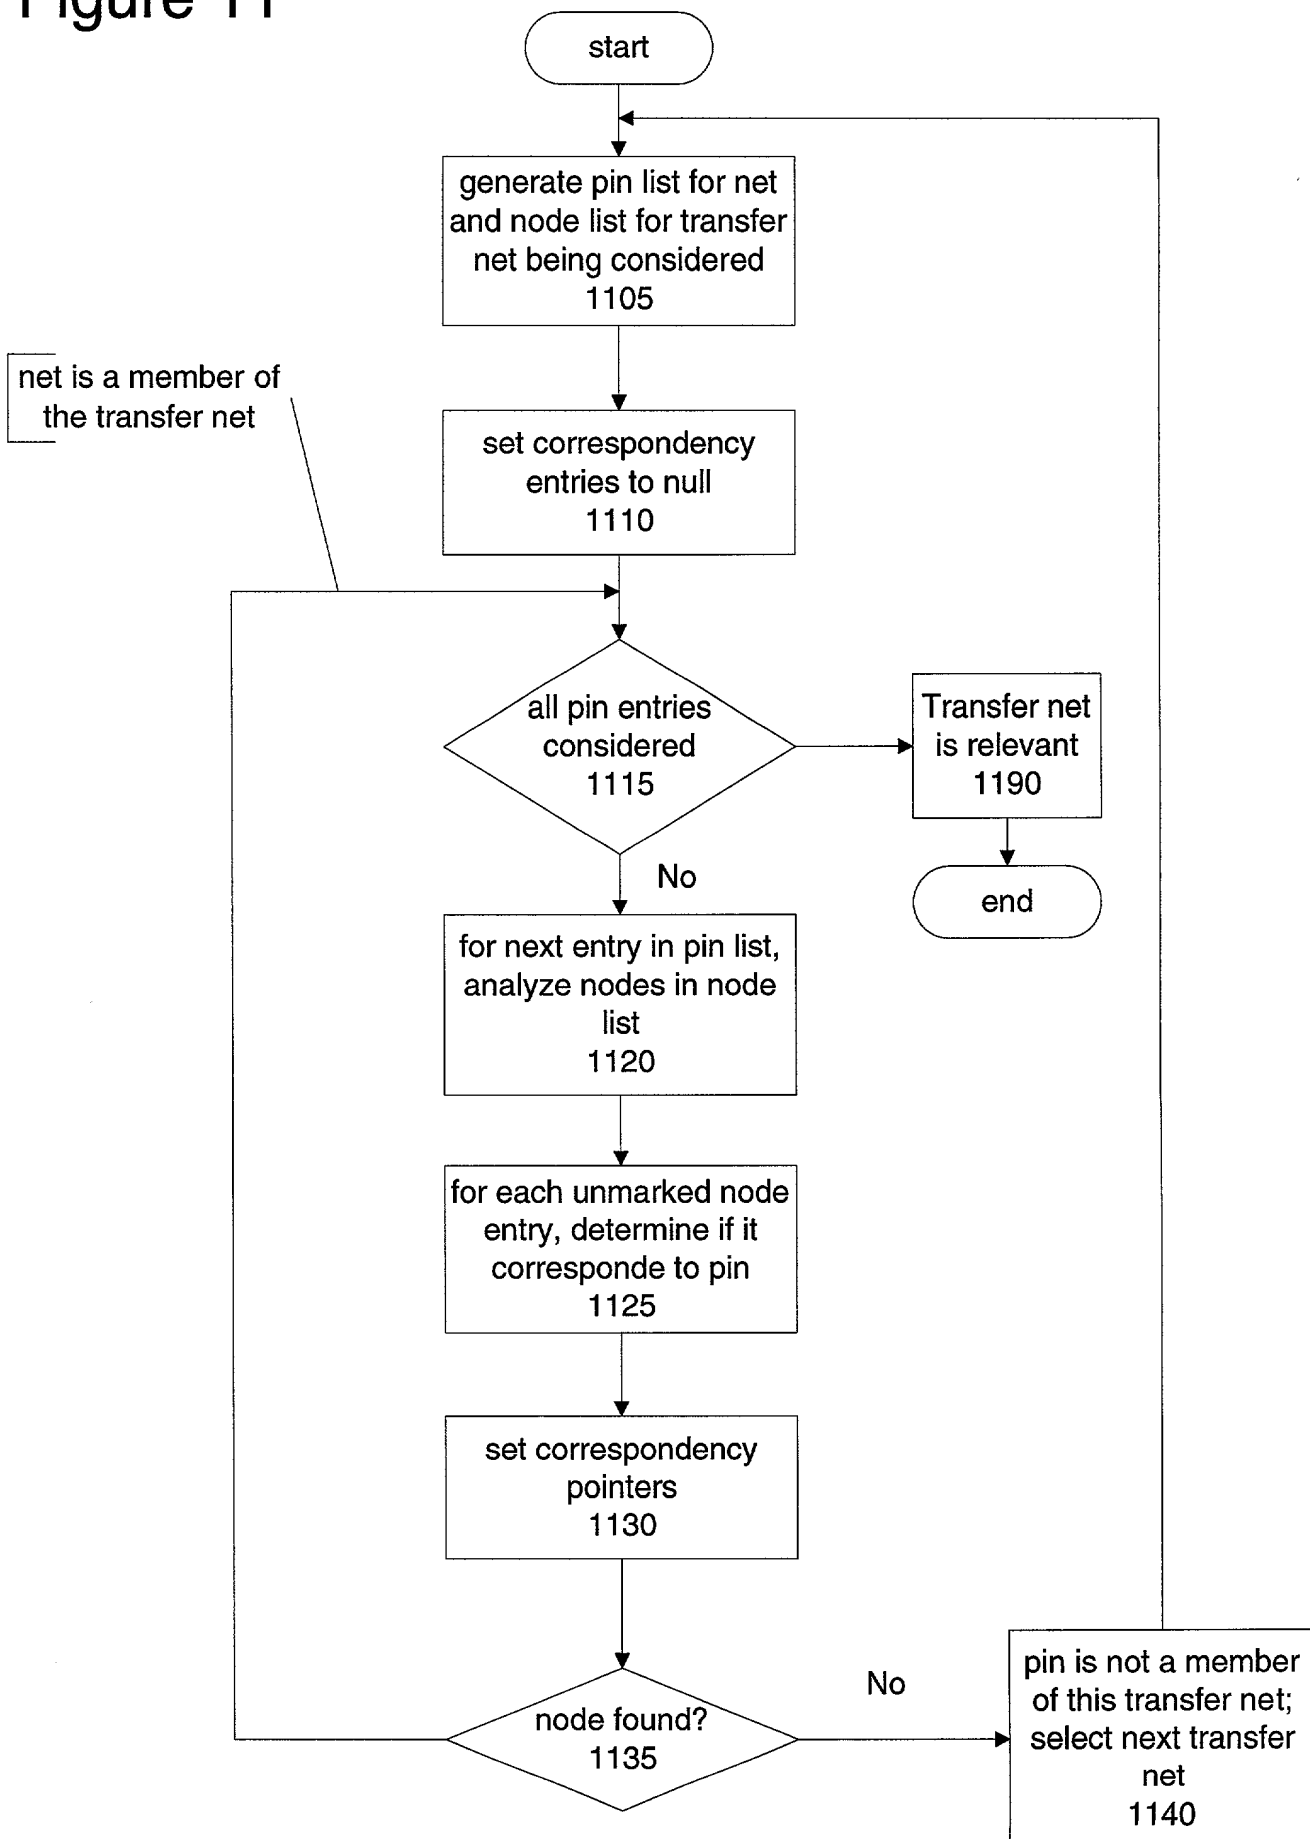 Figure 11
start
generate pin list for net
and node list for transfer
net being considered
1105
net is a member of
the transfer net
set correspondency
entries to null
1110
all pin entries
considered
1115
Transfer net
is relevant
1190
No
end
for next entry in pin list,
analyze nodes in node
list
1120
for each unmarked node
entry, determine if it
corresponde to pin
1125
set correspondency
pointers
1130
No
node found?
1135
pin is not a member
of this transfer net;
select next transfer
net
1140